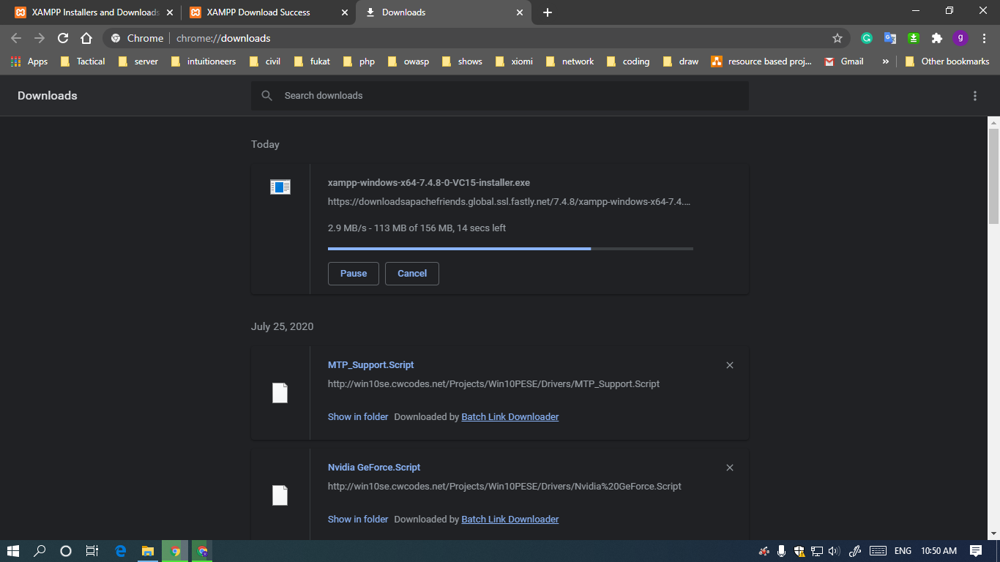 XAMPP Installers and Downloads
XAMPP Download Success
Downloads
Chrome
chrome://downloads
g
Apps
Tactical
server
intuitioneers
civil
fukat
php
owasp
shows
xiomi
network
coding
draw
resource based proj...
Gmail
»
Other bookmarks
Downloads
Search downloads
Today
xampp-windows-x64-7.4.8-0-VC15-installer.exe
https://downloadsapachefriends.global.ssl.fastly.net/7.4.8/xampp-windows-x64-7.4....
2.9 MB/s - 113 MB of 156 MB, 14 secs left
Pause
Cancel
July 25, 2020
MTP_Support.Script
http://win10se.cwcodes.net/Projects/Win10PESE/Drivers/MTP_Support.Script
Show in folder Downloaded by Batch Link Downloader
Nvidia GeForce.Script
http://win10se.cwcodes.net/Projects/Win10PESE/Drivers/Nvidia%20GeForce.Script
Show in folder Downloaded by Batch Link Downloader
ENG
10:50 AM